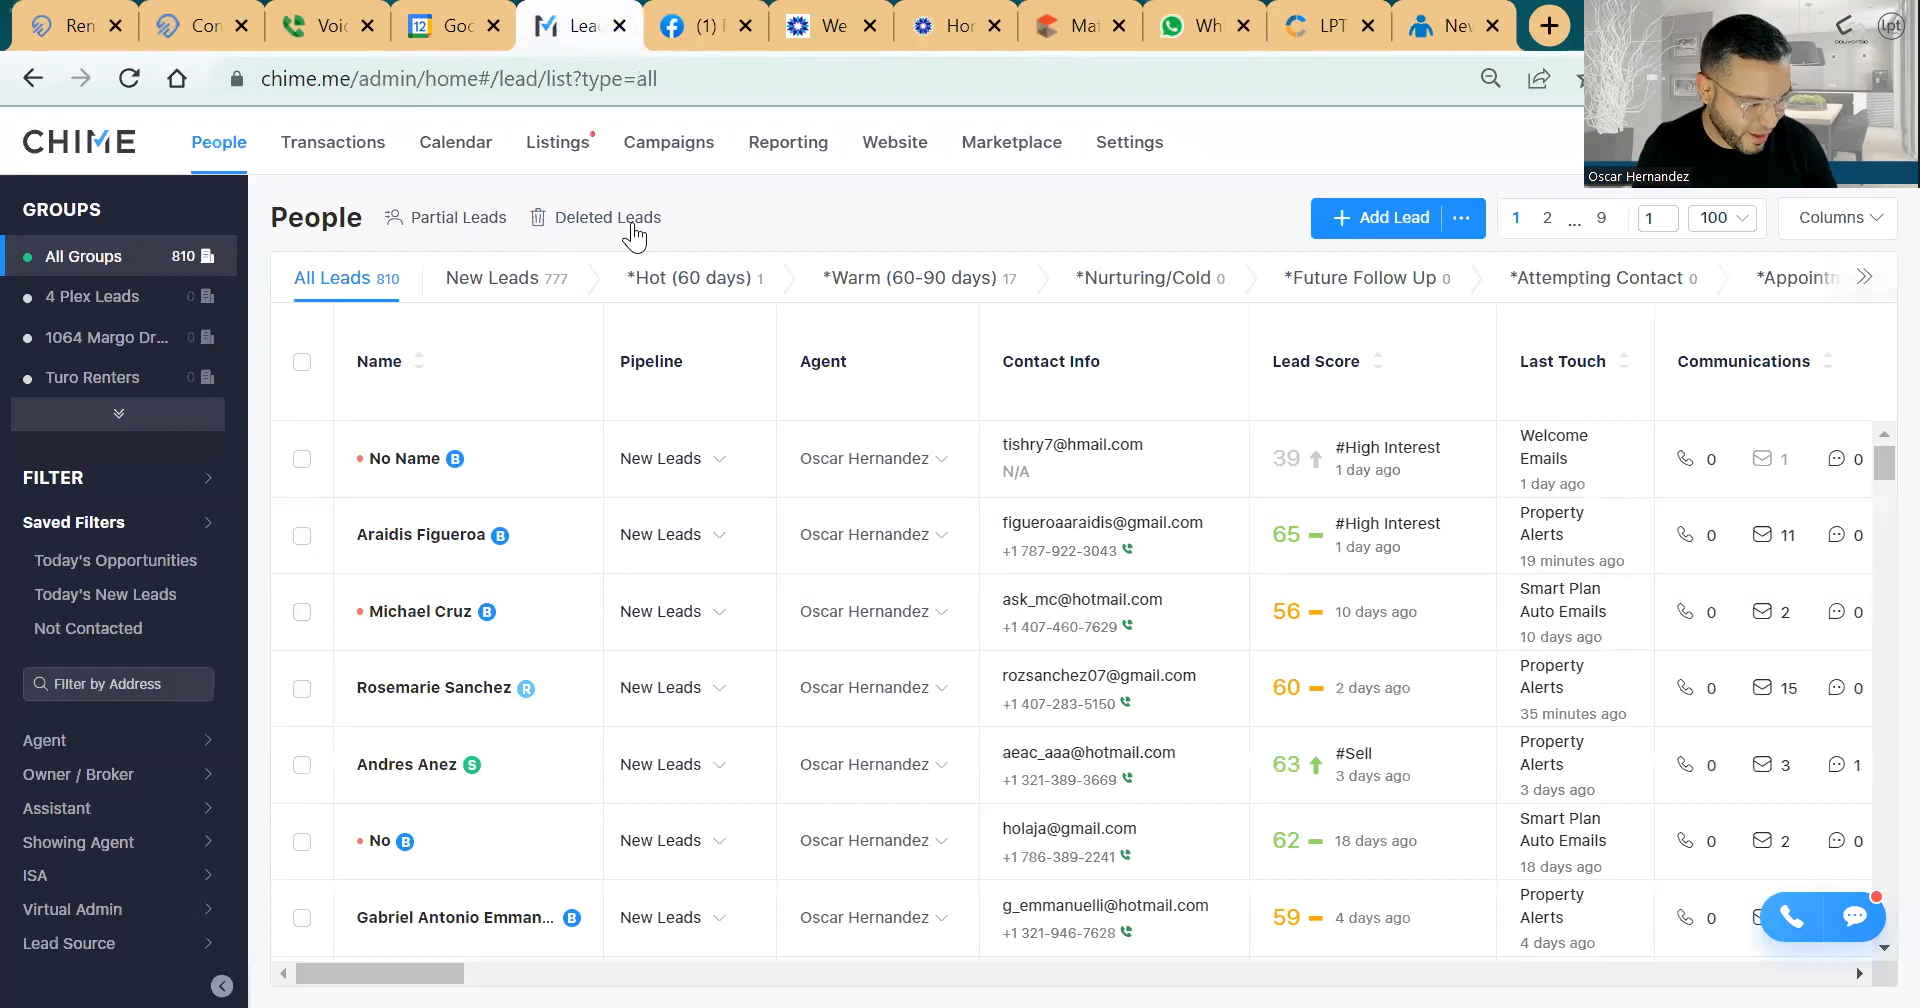 Ren
Con
Voic
12 Goo
Lea
(1) F
We
Hor
Mat
Wh
LPT
Nev
chime.me/admin/home#/lead/list?type=all
lpt
Oscar Hernandez
CHIME
People Transactions Calendar Listings Campaigns Reporting Website Marketplace Settings
GROUPS
All Groups 810
4 Plex Leads 0
1064 Margo Dr... 0
Turo Renters 0
FILTER
Saved Filters
Today's Opportunities
Today's New Leads
Not Contacted
Filter by Address
Agent
Owner / Broker
Assistant
Showing Agent
ISA
Virtual Admin
Lead Source
People Partial Leads Deleted Leads
Add Lead ... 1 2 ... 9 1 100 Columns
All Leads 810 New Leads 777 *Hot (60 days) 1 *Warm (60-90 days) 17 *Nurturing/Cold 0 *Future Follow Up 0 *Attempting Contact 0 *Appointm
Name Pipeline Agent Contact Info Lead Score Last Touch Communications
No Name B New Leads Oscar Hernandez
tishry7@hmail.com
N/A
39 #High Interest
1 day ago
Welcome
Emails
1 day ago
0 1 0
Araidis Figueroa B New Leads Oscar Hernandez
figueroaaraidis@gmail.com
+1 787-922-3043
65 #High Interest
1 day ago
Property
Alerts
19 minutes ago
0 11 0
Michael Cruz B New Leads Oscar Hernandez
ask_mc@hotmail.com
+1 407-460-7629
56 10 days ago
Smart Plan
Auto Emails
10 days ago
0 2 0
Rosemarie Sanchez R New Leads Oscar Hernandez
rozsanchez07@gmail.com
+1 407-283-5150
60 2 days ago
Property
Alerts
35 minutes ago
0 15 0
Andres Anez S New Leads Oscar Hernandez
aeac_aaa@hotmail.com
+1 321-389-3669
63 #Sell
3 days ago
Property
Alerts
3 days ago
0 3 1
No B New Leads Oscar Hernandez
holaja@gmail.com
+1 786-389-2241
62 18 days ago
Smart Plan
Auto Emails
18 days ago
0 2 0
Gabriel Antonio Emman... B New Leads Oscar Hernandez
g_emmanuelli@hotmail.com
+1 321-946-7628
59 4 days ago
Property
Alerts
4 days ago
0